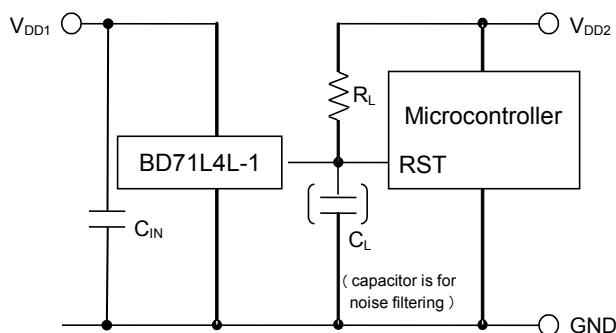 VDD1
VDD2
RL
Microcontroller
BD71L4L-1
RST
CIN
CL
( capacitor is for
noise filtering )
GND